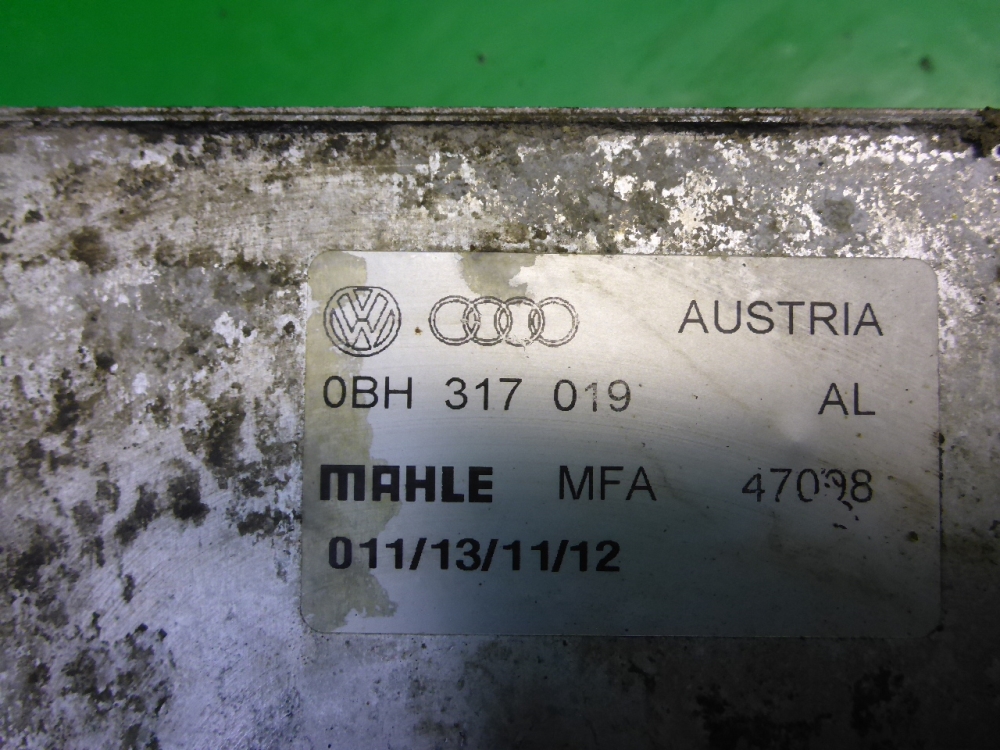 AUSTRIA
0BH 317 019 AL
MAHLE MFA
011/13/11/12